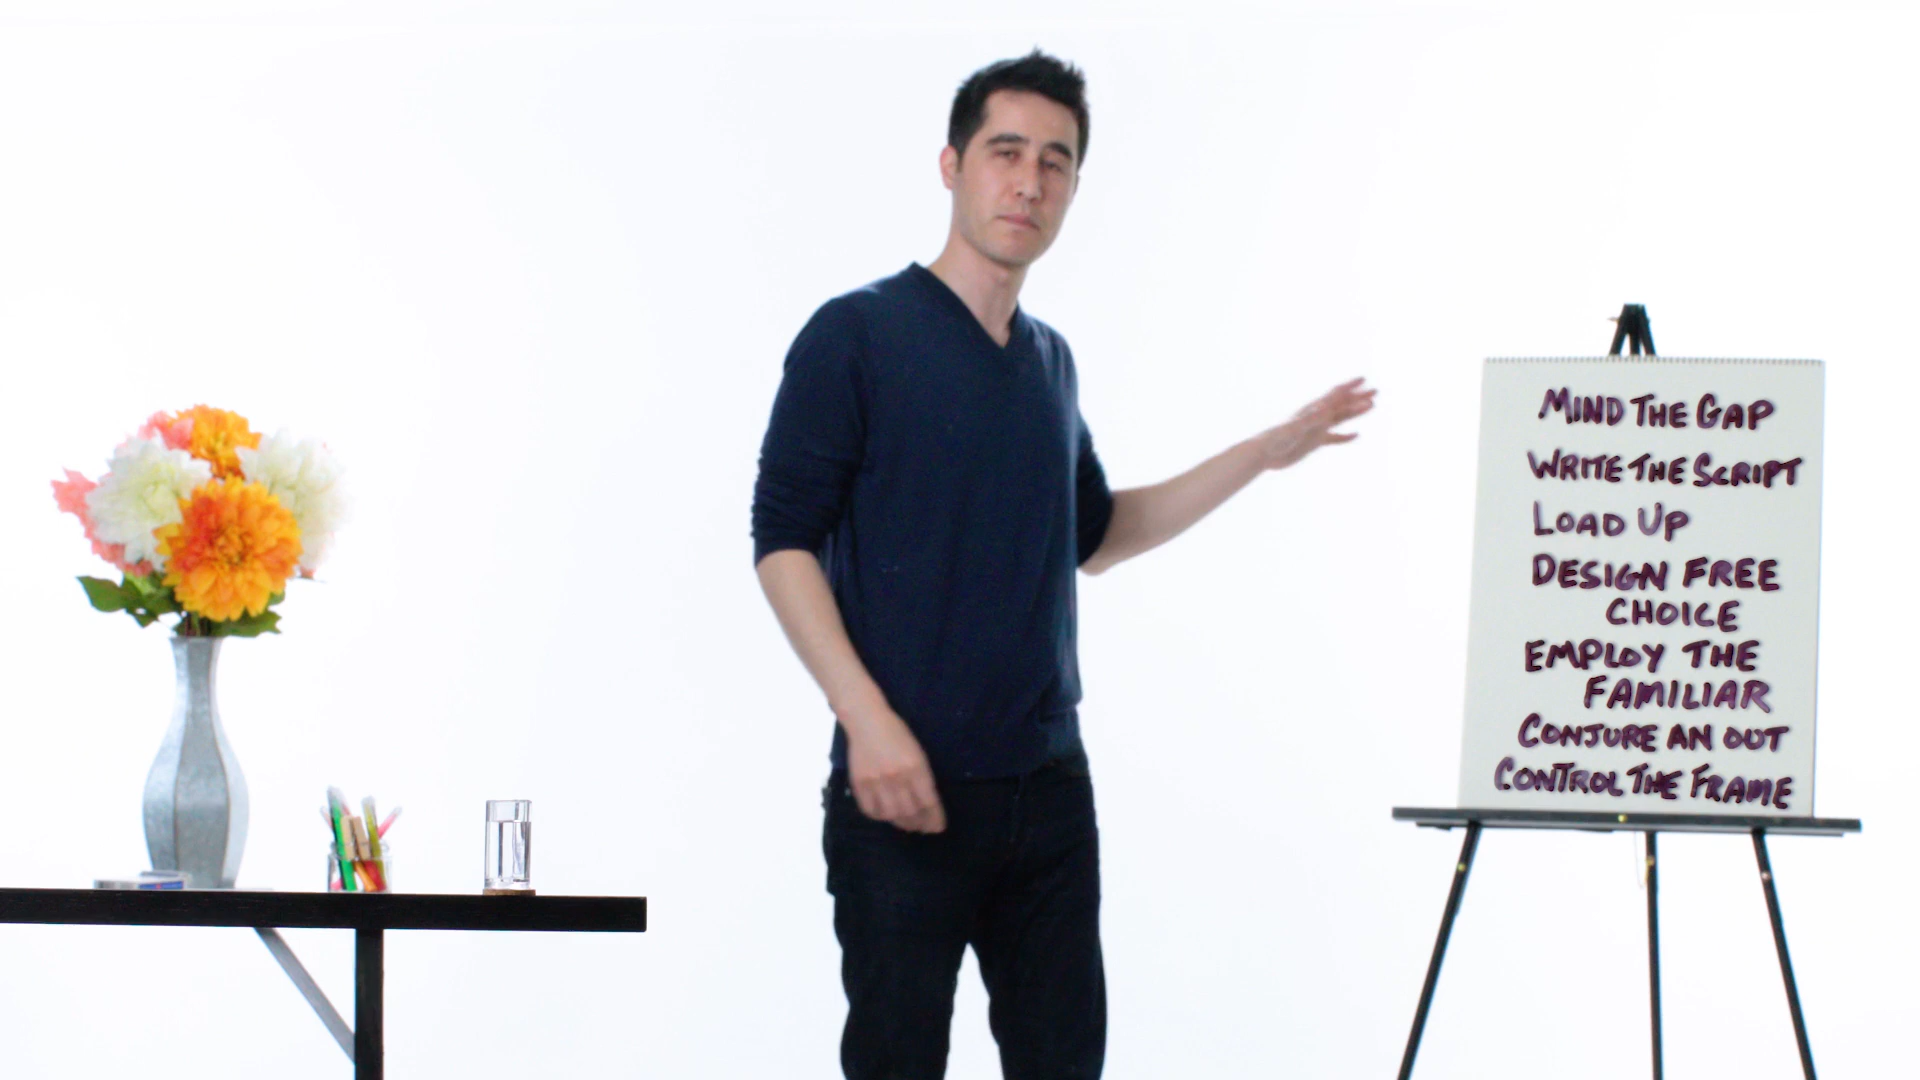 MIND THE GAP
WRITE THE SCRIPT
LOAD UP
DESIGN FREE
CHOICE
EMPLOY THE
FAMILIAR
CONJURE AN OUT
CONTROL THE FRAME